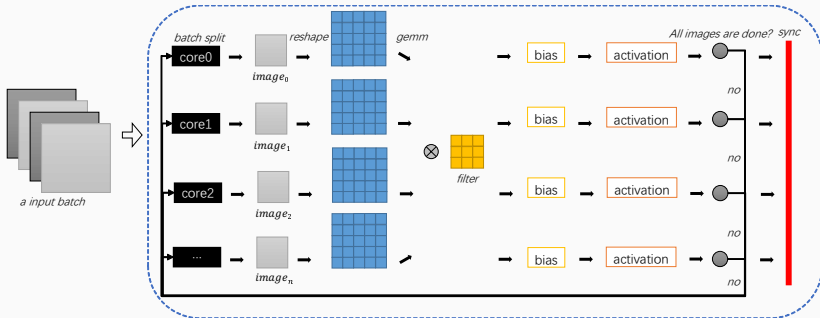 batch split
reshape
gemm
All images are done?
sync
core0
image₀
bias
activation
no
core1
image₁
bias
activation
no
filter
core2
image₂
bias
activation
no
...
imageₙ
bias
activation
no
a input batch